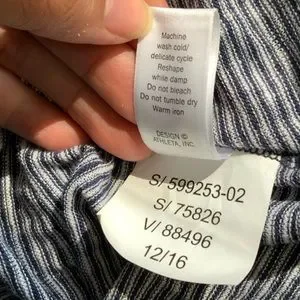 Machine
wash cold/
delicate cycle
Reshape
while damp
Do not bleach
Do not tumble dry
Warm iron
DESIGN ©
ATHLETA, INC.
S/ 599253-02
S/ 75826
V/ 88496
12/16